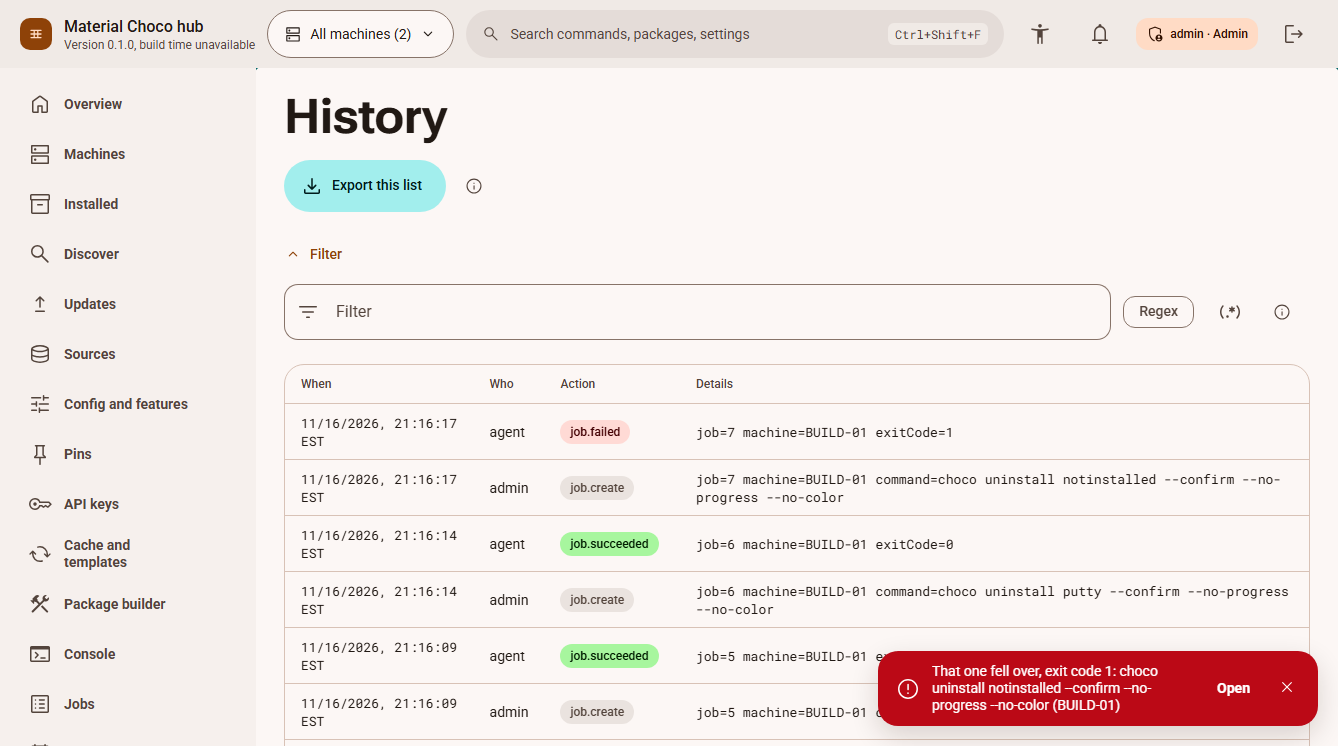 Material Choco hub
Version 0.1.0, build time unavailable
All machines (2)
Search commands, packages, settings
Ctrl+Shift+F
admin · Admin
Overview
Machines
Installed
Discover
Updates
Sources
Config and features
Pins
API keys
Cache and
templates
Package builder
Console
Jobs
History
Export this list
Filter
Filter
Regex
(.*)
When Who Action Details
11/16/2026, 21:16:17
EST
agent
job.failed
job=7 machine=BUILD-01 exitCode=1
11/16/2026, 21:16:17
EST
admin
job.create
job=7 machine=BUILD-01 command=choco uninstall notinstalled --confirm --no-
progress --no-color
11/16/2026, 21:16:14
EST
agent
job.succeeded
job=6 machine=BUILD-01 exitCode=0
11/16/2026, 21:16:14
EST
admin
job.create
job=6 machine=BUILD-01 command=choco uninstall putty --confirm --no-progress
--no-color
11/16/2026, 21:16:09
EST
agent
job.succeeded
job=5 machine=BUILD-01
11/16/2026, 21:16:09
EST
admin
job.create
job=5 machine=BUILD-01
That one fell over, exit code 1: choco
uninstall notinstalled --confirm --no-
progress --no-color (BUILD-01)
Open